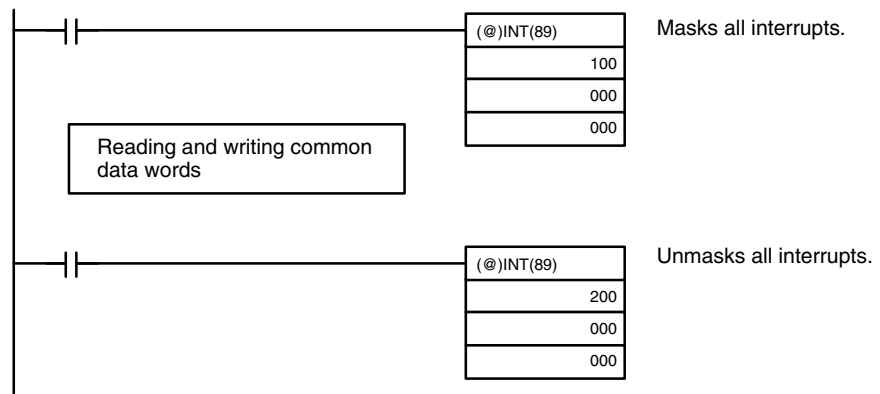 (@)INT(89)
Masks all interrupts.
100
000
000
Reading and writing common
data words
(@)INT(89)
Unmasks all interrupts.
200
000
000